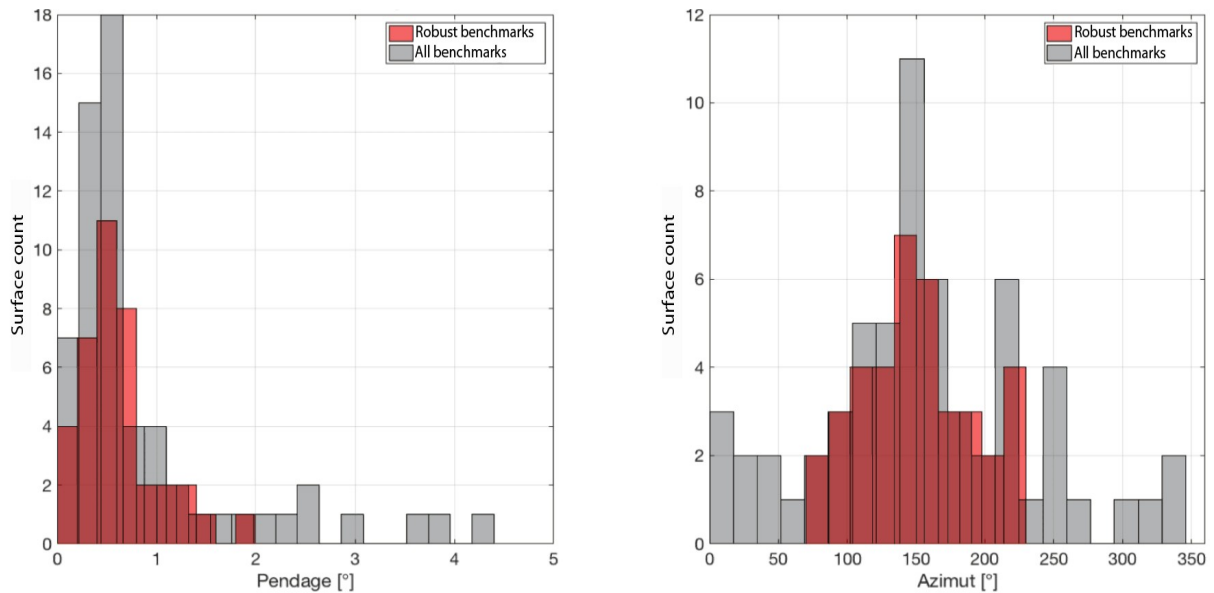 Robust benchmarks
All benchmarks
18
16
14
12
10
8
6
4
2
0
Surface count
0 1 2 3 4 5
Pendage [°]
Robust benchmarks
All benchmarks
12
10
8
6
4
2
0
Surface count
0 50 100 150 200 250 300 350
Azimut [°]